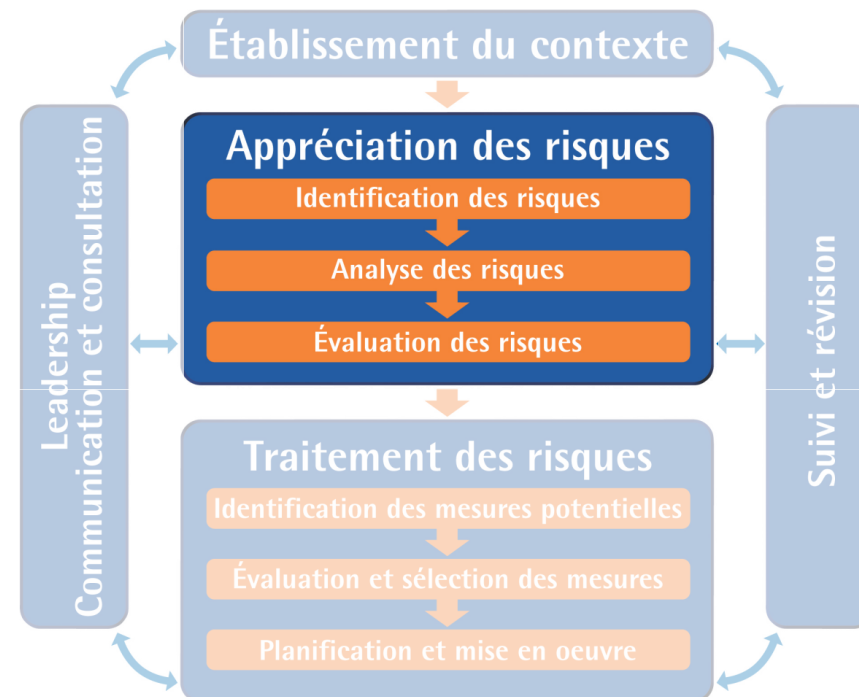 Établissement du contexte
Leadership
Communication et consultation
Appréciation des risques
Identification des risques
Analyse des risques
Évaluation des risques
Suivi et révision
Traitement des risques
Identification des mesures potentielles
Évaluation et sélection des mesures
Planification et mise en oeuvre